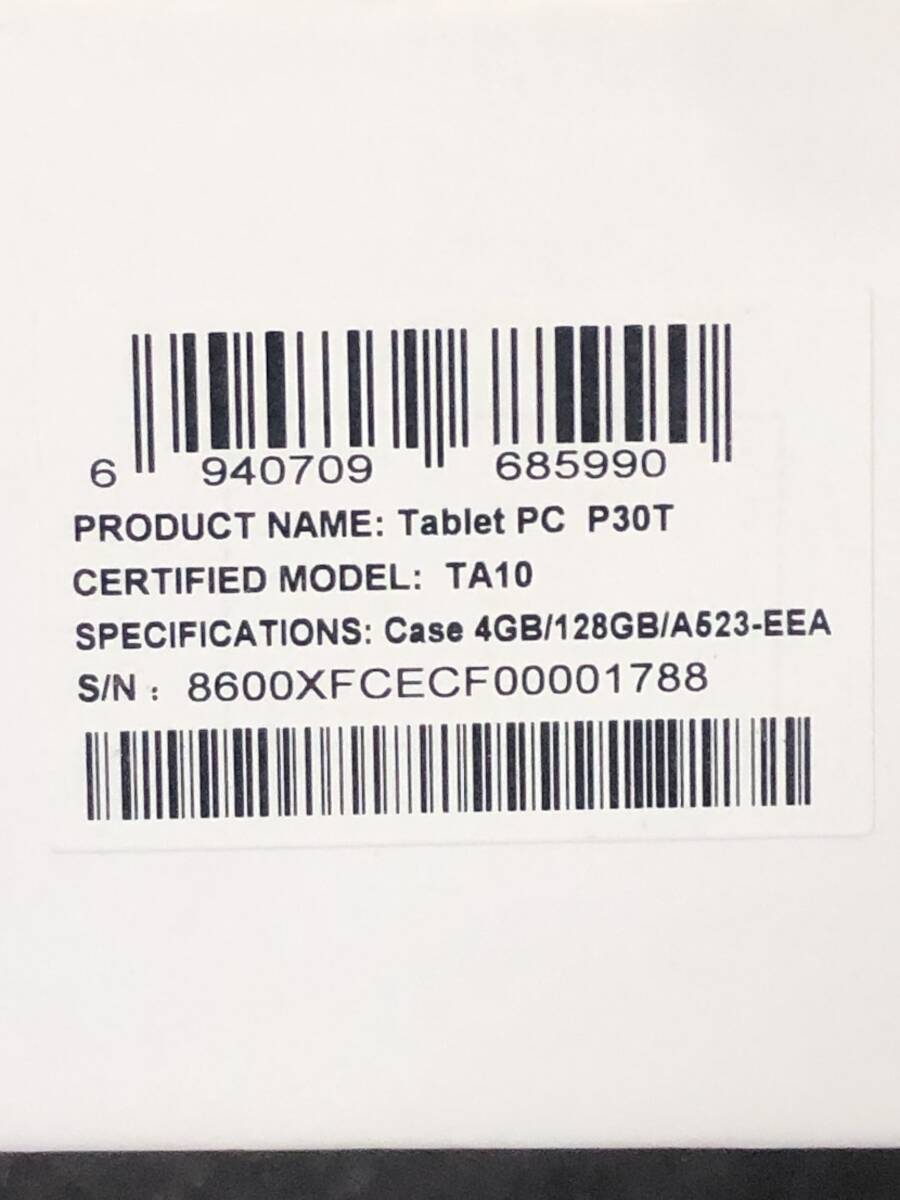 6 940709 685990
PRODUCT NAME: Tablet PC P30T
CERTIFIED MODEL: TA10
SPECIFICATIONS: Case 4GB/128GB/A523-EEA
S/N : 8600XFCECF00001788